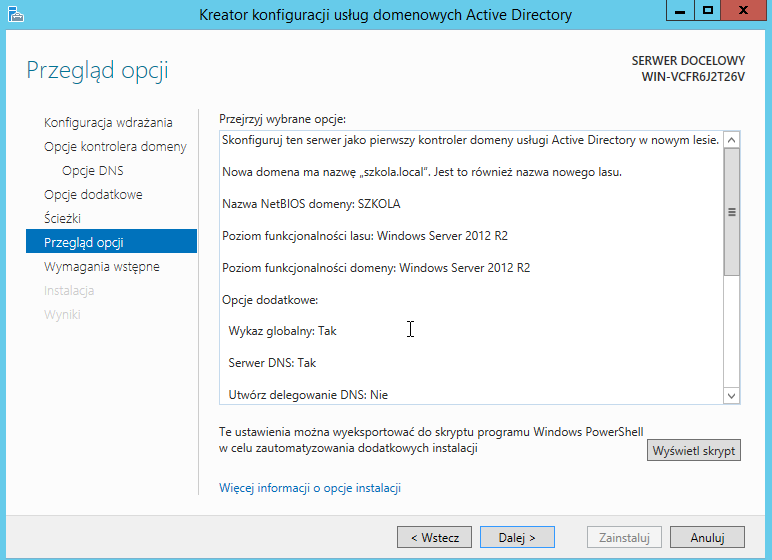 Kreator konfiguracji usług domenowych Active Directory
Przegląd opcji
SERWER DOCELOWY
WIN-VCFR6J2T26V
Konfiguracja wdrażania
Opcje kontrolera domeny
Opcje DNS
Opcje dodatkowe
Ścieżki
Przegląd opcji
Wymagania wstępne
Instalacja
Wyniki
Przejrzyj wybrane opcje:
Skonfiguruj ten serwer jako pierwszy kontroler domeny usługi Active Directory w nowym lesie.
Nowa domena ma nazwę „szkola.local”. Jest to również nazwa nowego lasu.
Nazwa NetBIOS domeny: SZKOLA
Poziom funkcjonalności lasu: Windows Server 2012 R2
Poziom funkcjonalności domeny: Windows Server 2012 R2
Opcje dodatkowe:
Wykaz globalny: Tak
Serwer DNS: Tak
Utwórz delegowanie DNS: Nie
Te ustawienia można wyeksportować do skryptu programu Windows PowerShell
w celu zautomatyzowania dodatkowych instalacji
Wyświetl skrypt
Więcej informacji o opcje instalacji
< Wstecz
Dalej >
Zainstaluj
Anuluj